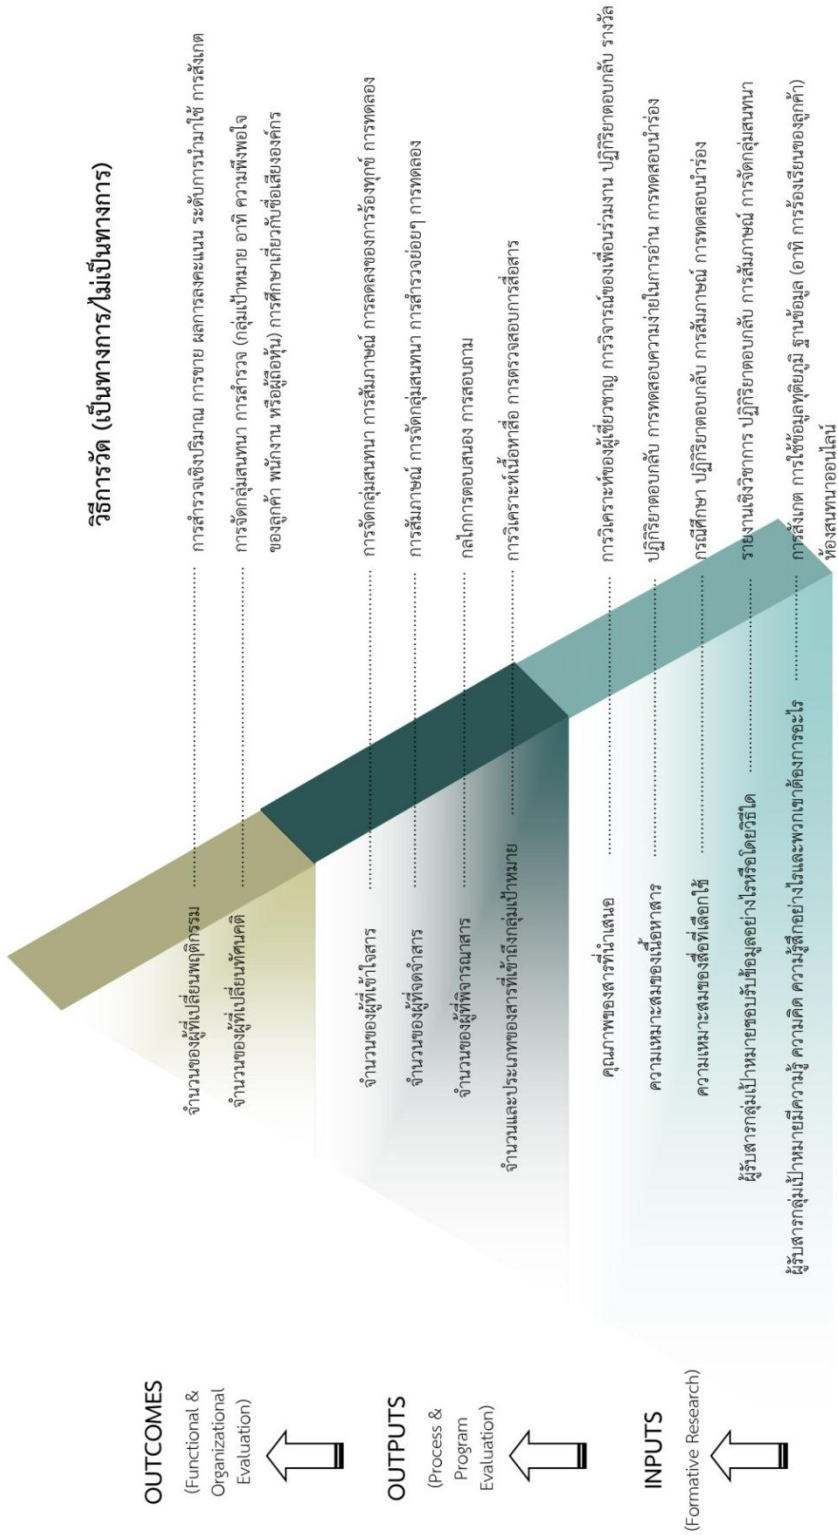 วิธีการวัด (เป็นทางการ/ไม่เป็นทางการ)
OUTCOMES
(Functional &
Organizational
Evaluation)
จำนวนของผู้ที่เปลี่ยนพฤติกรรม การสำรวจเชิงปริมาณ การขาย ผลการลงคะแนน ระดับการนำมาใช้ การสังเกต
จำนวนของผู้ที่เปลี่ยนทัศนคติ การจัดกลุ่มสนทนา การสำรวจ (กลุ่มเป้าหมาย อาทิ ความพึงพอใจ
ของลูกค้า พนักงาน หรือผู้ถือหุ้น) การศึกษาเกี่ยวกับชื่อเสียงองค์กร
OUTPUTS
(Process &
Program
Evaluation)
จำนวนของผู้ที่เข้าใจสาร การจัดกลุ่มสนทนา การสัมภาษณ์ การลดลงของการร้องทุกข์ การทดลอง
จำนวนของผู้ที่จดจำสาร การสัมภาษณ์ การจัดกลุ่มสนทนา การสำรวจย่อยๆ การทดลอง
จำนวนของผู้ที่พิจารณาสาร กลไกการตอบสนอง การสอบถาม
จำนวนและประเภทของสารที่เข้าถึงกลุ่มเป้าหมาย การวิเคราะห์เนื้อหาสื่อ การตรวจสอบการสื่อสาร
INPUTS
(Formative Research)
คุณภาพของสารที่นำเสนอ การวิเคราะห์ของผู้เชี่ยวชาญ การวิจารณ์ของเพื่อนร่วมงาน ปฏิกิริยาตอบกลับ รางวัล
ความเหมาะสมของเนื้อหาสาร ปฏิกิริยาตอบกลับ การทดสอบความง่ายในการอ่าน การทดสอบนำร่อง
ความเหมาะสมของสื่อที่เลือกใช้ กรณีศึกษา ปฏิกิริยาตอบกลับ การสัมภาษณ์ การทดสอบนำร่อง
ผู้รับสารกลุ่มเป้าหมายชอบรับข้อมูลอย่างไรหรือโดยวิธีใด รายงานเชิงวิชาการ ปฏิกิริยาตอบกลับ การสัมภาษณ์ การจัดกลุ่มสนทนา
ผู้รับสารกลุ่มเป้าหมายมีความรู้ ความคิด ความรู้สึกอย่างไรและพวกเขาต้องการอะไร การสังเกต การใช้ข้อมูลทุติยภูมิ ฐานข้อมูล (อาทิ การร้องเรียนของลูกค้า)
ห้องสนทนาออนไลน์